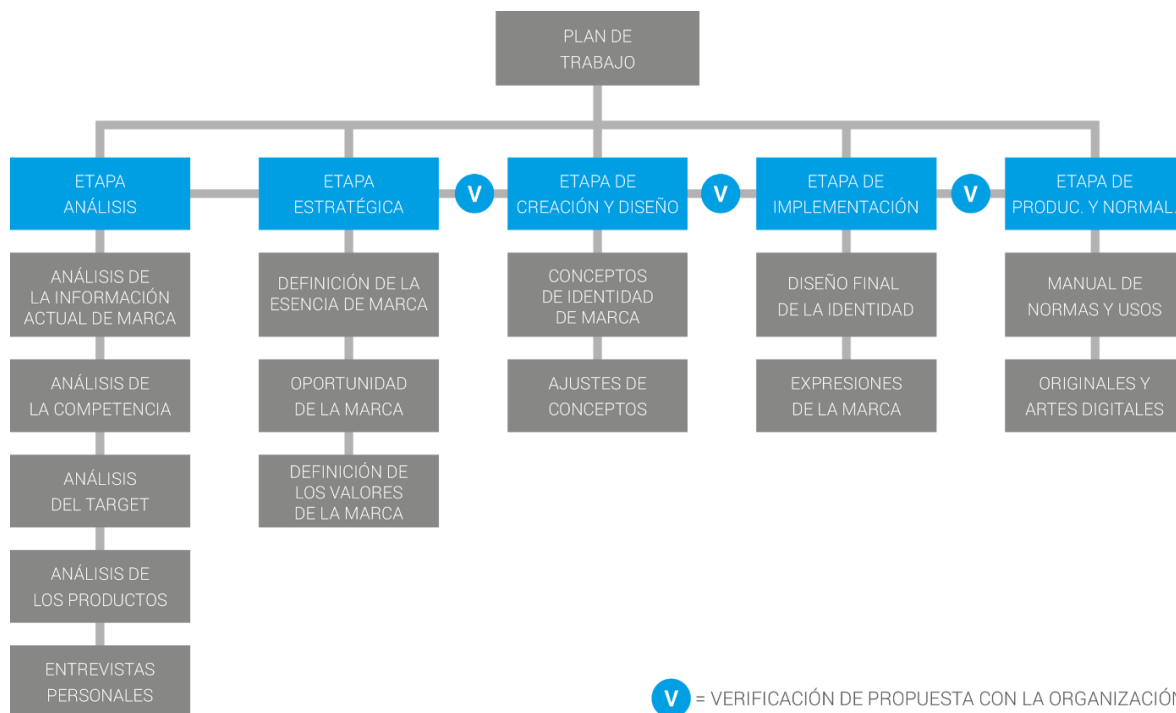 PLAN DE
TRABAJO
ETAPA
ANÁLISIS
ETAPA
ESTRATÉGICA
V
ETAPA DE
CREACIÓN Y DISEÑO
V
ETAPA DE
IMPLEMENTACIÓN
V
ETAPA DE
PRODUC. Y NORMAL.
ANÁLISIS DE
LA INFORMACIÓN
ACTUAL DE MARCA
ANÁLISIS DE
LA COMPETENCIA
ANÁLISIS
DEL TARGET
ANÁLISIS DE
LOS PRODUCTOS
ENTREVISTAS
PERSONALES
DEFINICIÓN DE LA
ESENCIA DE MARCA
OPORTUNIDAD
DE LA MARCA
DEFINICIÓN DE
LOS VALORES
DE LA MARCA
CONCEPTOS
DE IDENTIDAD
DE MARCA
AJUSTES DE
CONCEPTOS
DISEÑO FINAL
DE LA IDENTIDAD
EXPRESIONES
DE LA MARCA
MANUAL DE
NORMAS Y USOS
ORIGINALES Y
ARTES DIGITALES
V = VERIFICACIÓN DE PROPUESTA CON LA ORGANIZACIÓN